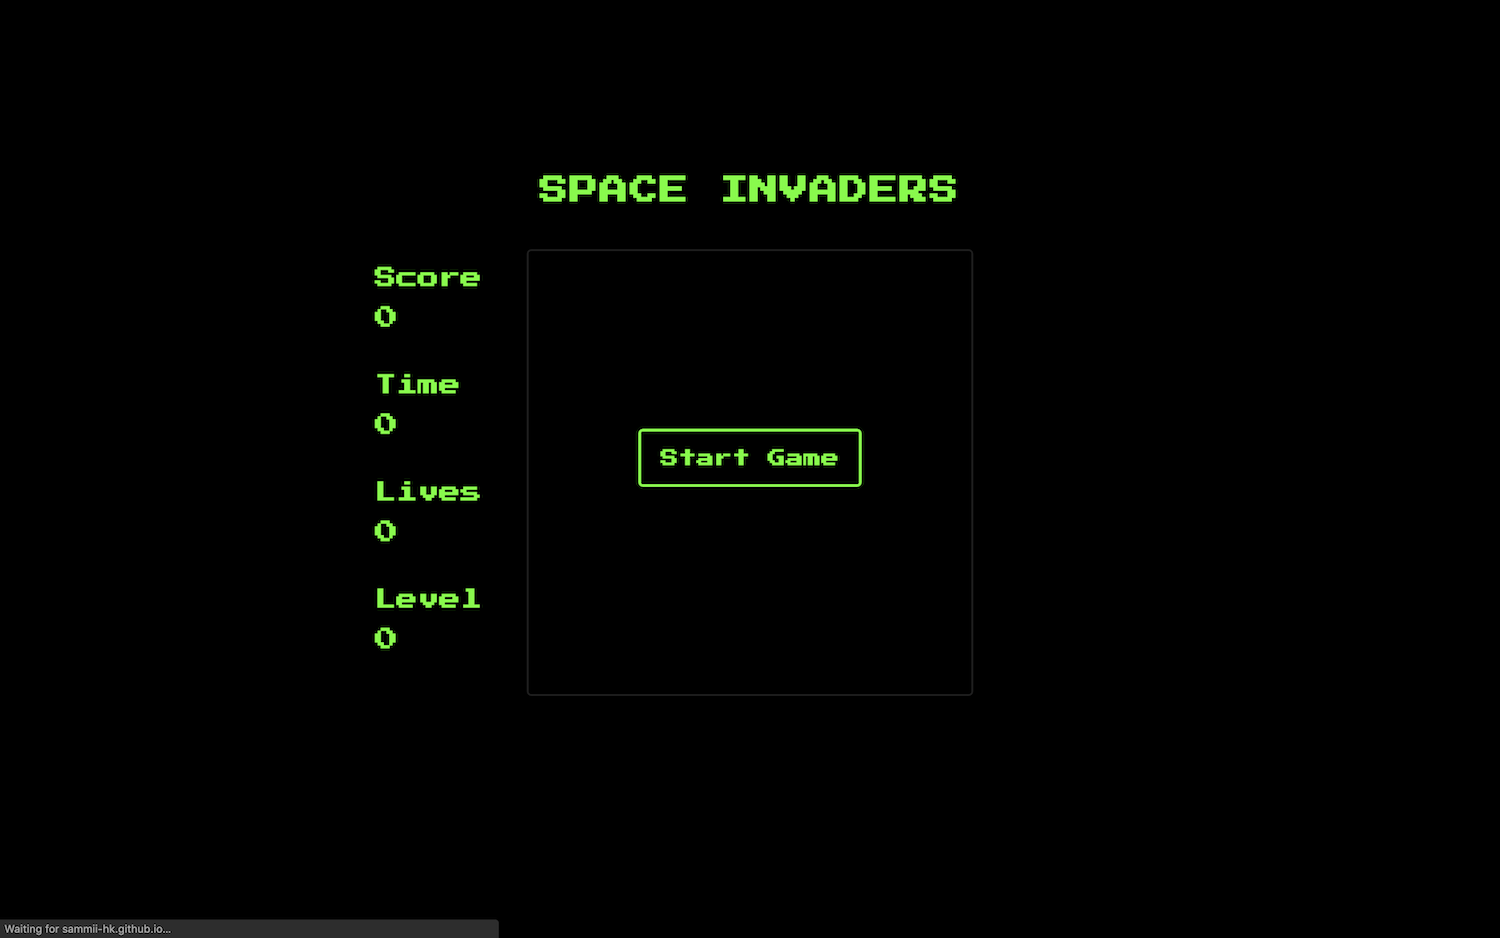 SPACE INVADERS
Score
0
Time
0
Lives
0
Level
0
Start Game
Waiting for sammii-hk.github.io...